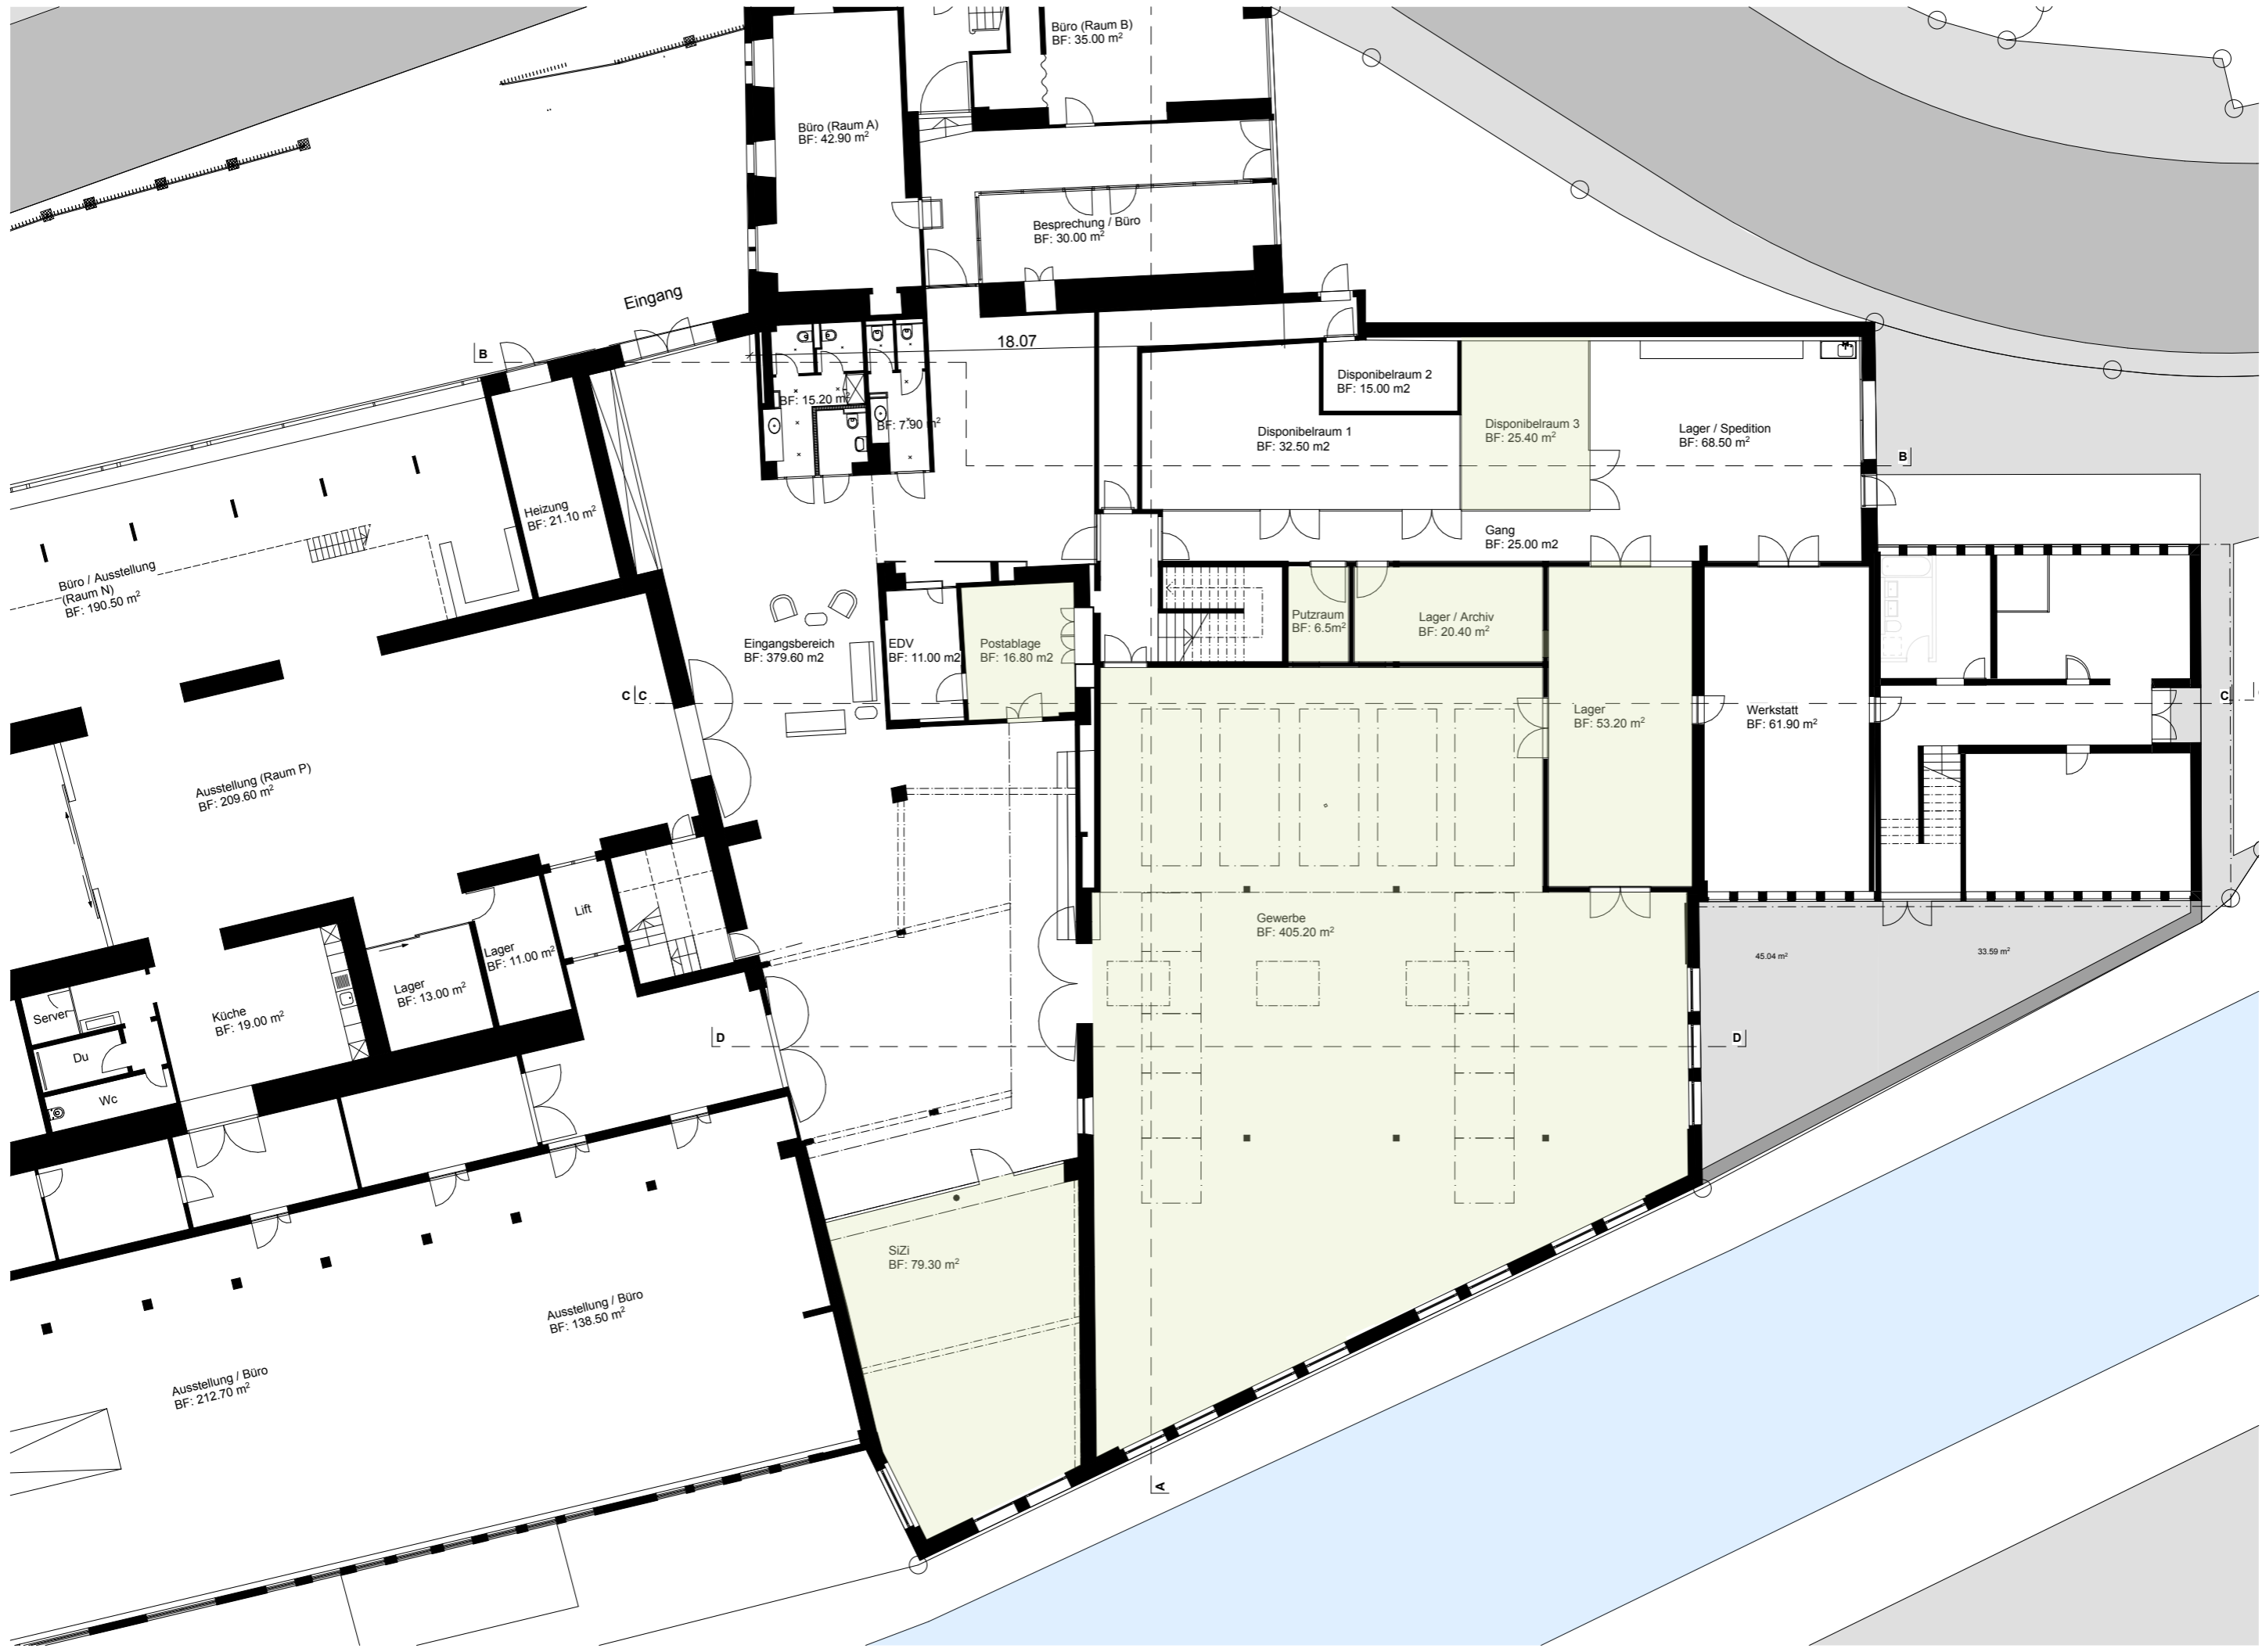 Büro (Raum B)
BF: 35.00 m²
Büro (Raum A)
BF: 42.90 m²
Besprechung / Büro
BF: 30.00 m²
Eingang
18.07
B
Disponibelraum 2
BF: 15.00 m2
BF: 15.20 m²
BF: 7.90 m²
Disponibelraum 1
BF: 32.50 m2
Disponibelraum 3
BF: 25.40 m²
Lager / Spedition
BF: 68.50 m²
B
Heizung
BF: 21.10 m²
Gang
BF: 25.00 m2
Büro / Ausstellung
(Raum N)
BF: 190.50 m²
Eingangsbereich
BF: 379.60 m2
EDV
BF: 11.00 m2
Postablage
BF: 16.80 m2
Putzraum
BF: 6.5m²
Lager / Archiv
BF: 20.40 m²
C C
Lager
BF: 53.20 m²
Werkstatt
BF: 61.90 m²
C
Ausstellung (Raum P)
BF: 209.60 m²
Lift
Lager
BF: 11.00 m²
Lager
BF: 13.00 m²
Gewerbe
BF: 405.20 m²
45.04 m²
33.59 m²
Küche
BF: 19.00 m²
Server
Du
Wc
D
D
SiZi
BF: 79.30 m²
Ausstellung / Büro
BF: 138.50 m²
Ausstellung / Büro
BF: 212.70 m²
A